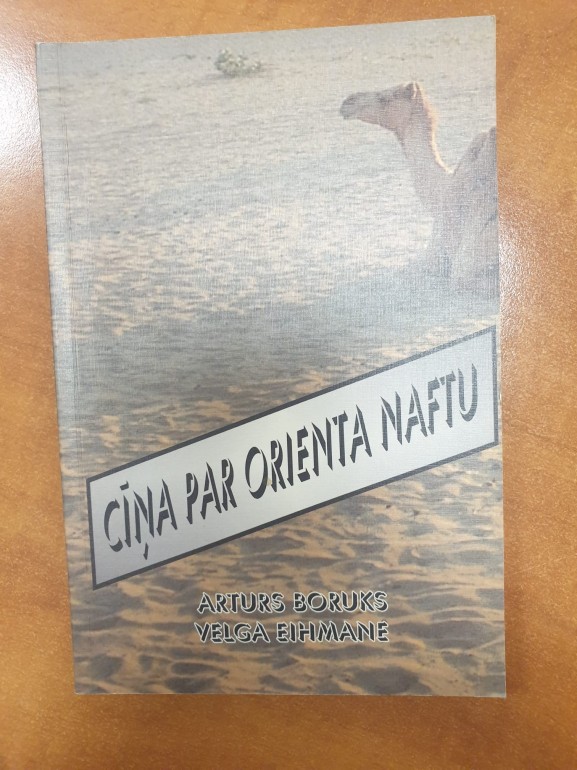 CĪŅA PAR ORIENTA NAFTU
ARTURS BORUKS
VELGA EIHMANE